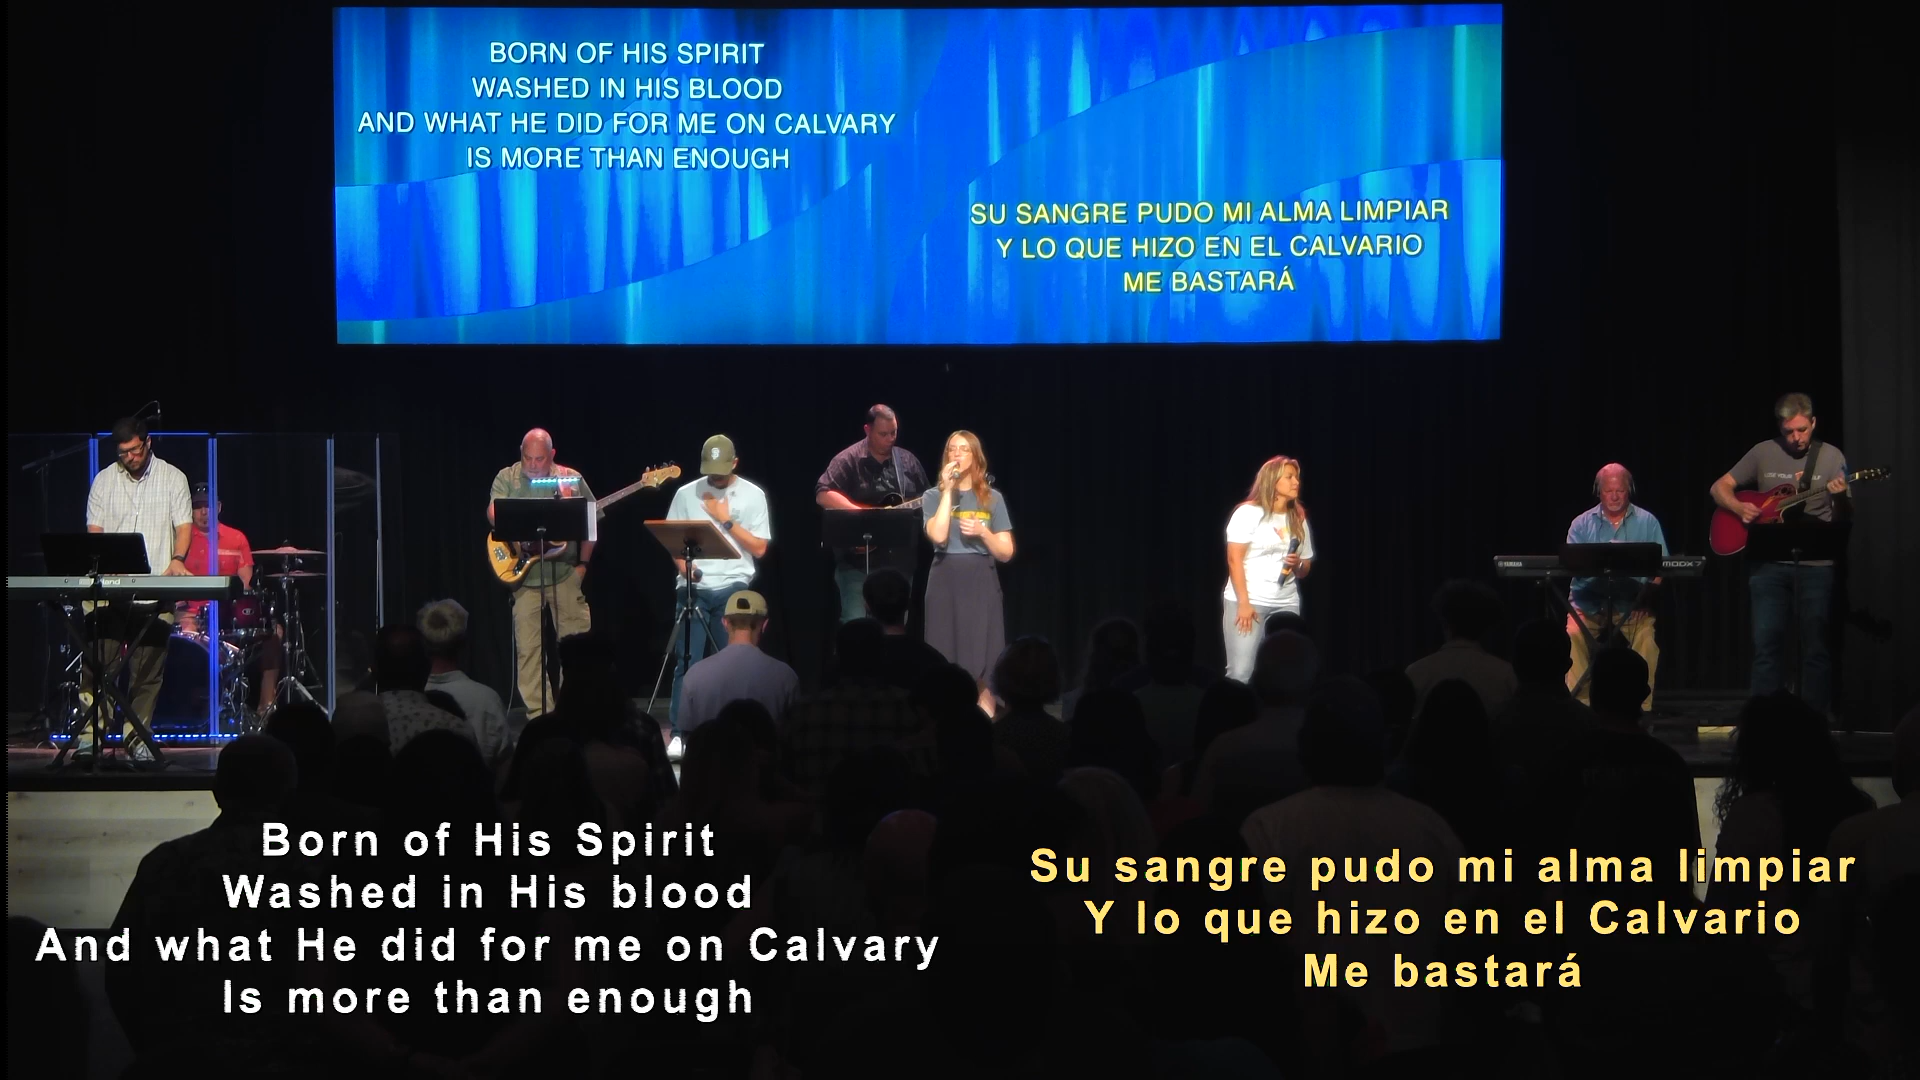 BORN OF HIS SPIRIT
WASHED IN HIS BLOOD
AND WHAT HE DID FOR ME ON CALVARY
IS MORE THAN ENOUGH
SU SANGRE PUDO MI ALMA LIMPIAR
Y LO QUE HIZO EN EL CALVARIO
ME BASTARÁ
Roland
YAMAHA
MODX7
Born of His Spirit
Washed in His blood
And what He did for me on Calvary
Is more than enough
Su sangre pudo mi alma limpiar
Y lo que hizo en el Calvario
Me bastará